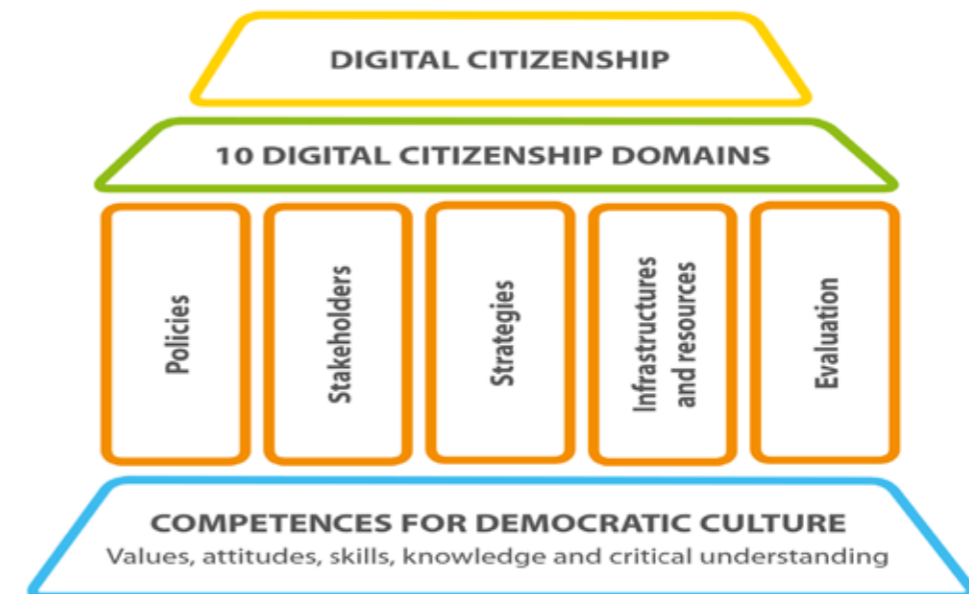 DIGITAL CITIZENSHIP
10 DIGITAL CITIZENSHIP DOMAINS
Policies
Stakeholders
Strategies
Infrastructures
and resources
Evaluation
COMPETENCES FOR DEMOCRATIC CULTURE
Values, attitudes, skills, knowledge and critical understanding